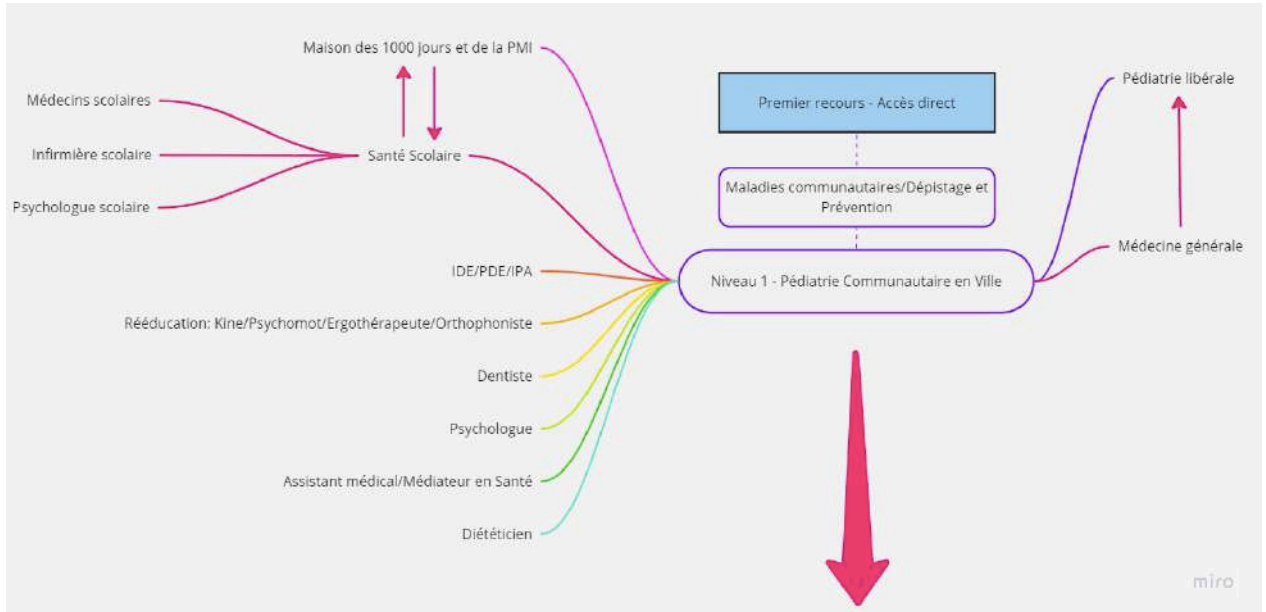 Maison des 1000 jours et de la PMI
Médecins scolaires
Infirmière scolaire
Psychologue scolaire
Santé Scolaire
IDE/PDE/IPA
Rééducation: Kine/Psychomot/Ergothérapeute/Orthophoniste
Dentiste
Psychologue
Assistant médical/Médiateur en Santé
Diététicien
Premier recours - Accès direct
Maladies communautaires/Dépistage et
Prévention
Niveau 1 - Pédiatrie Communautaire en Ville
Pédiatrie libérale
Médecine générale
miro